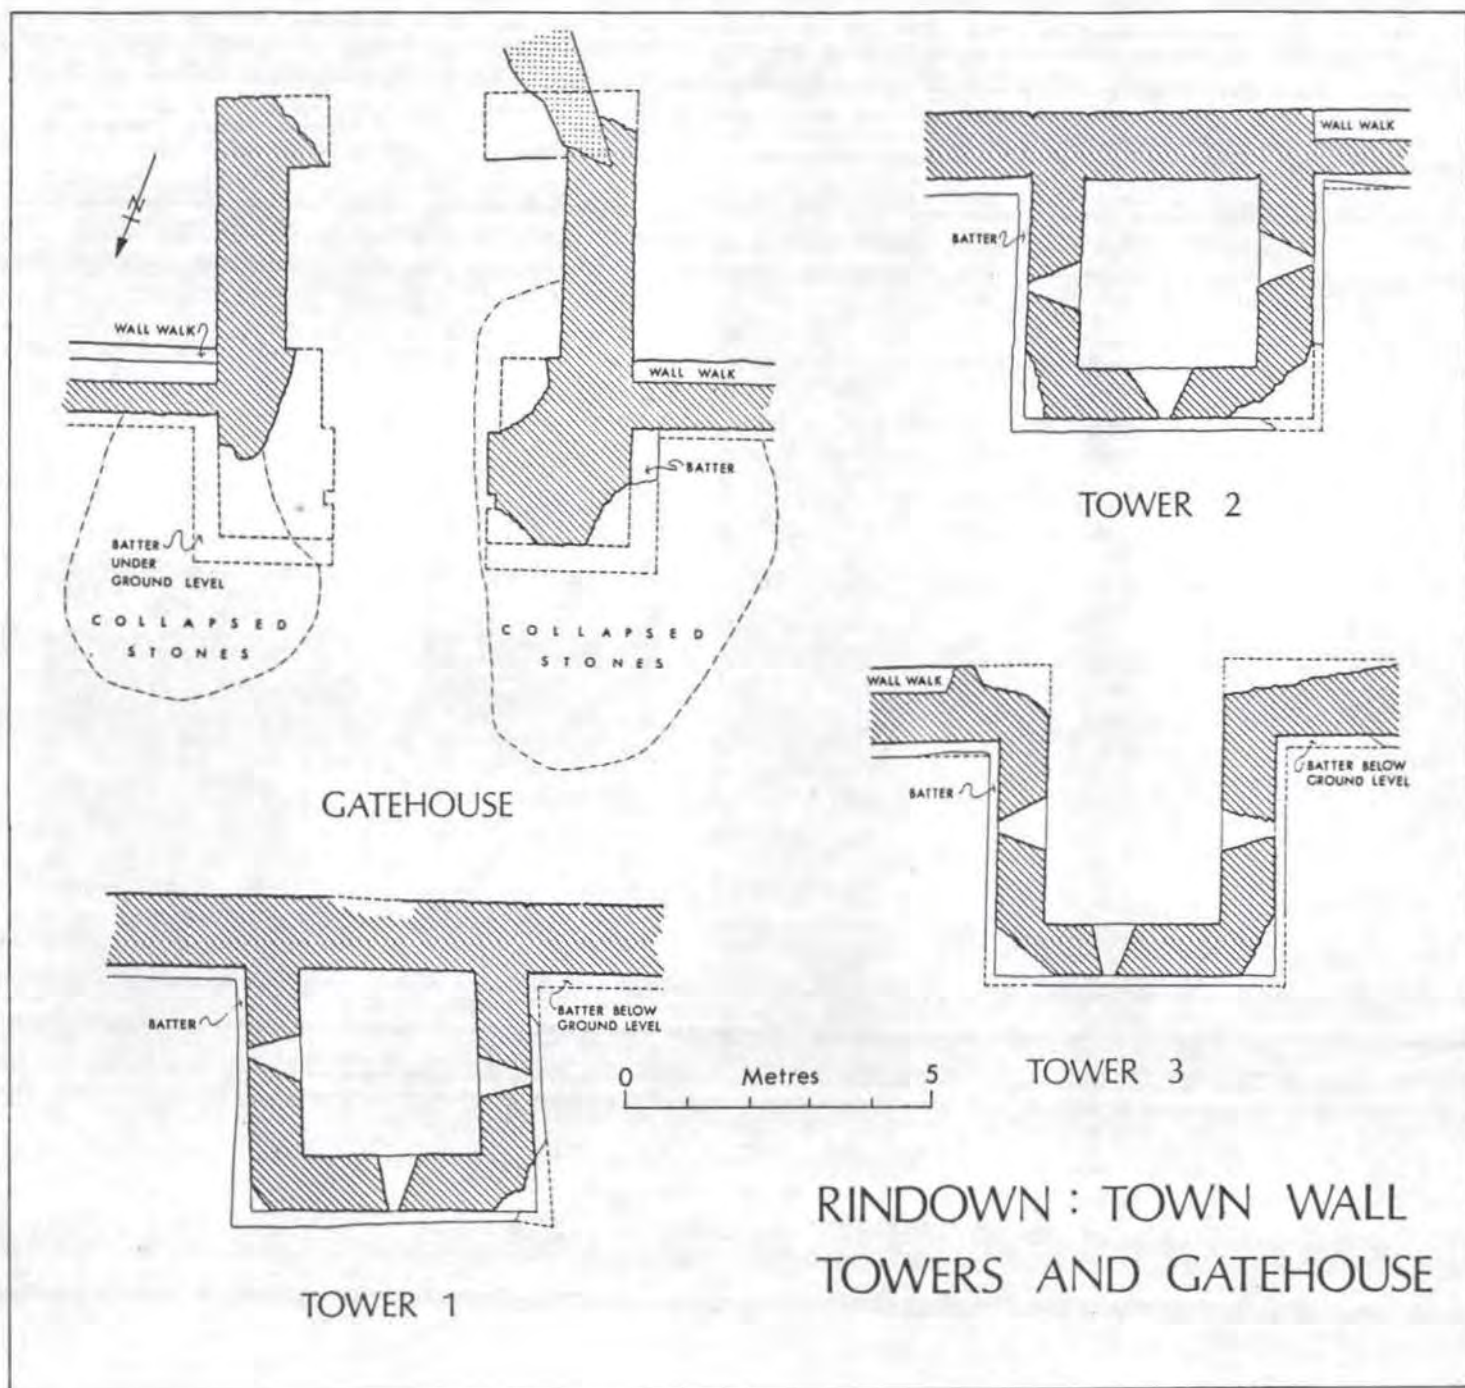 N
WALL WALK
WALL WALK
BATTER
BATTER
UNDER
GROUND LEVEL
COLLAPSED
STONES
COLLAPSED
STONES
GATEHOUSE
WALL WALK
BATTER
TOWER 2
WALL WALK
BATTER
BATTER BELOW
GROUND LEVEL
TOWER 3
BATTER
BATTER BELOW
GROUND LEVEL
TOWER 1
0 Metres 5
RINDOWN : TOWN WALL
TOWERS AND GATEHOUSE